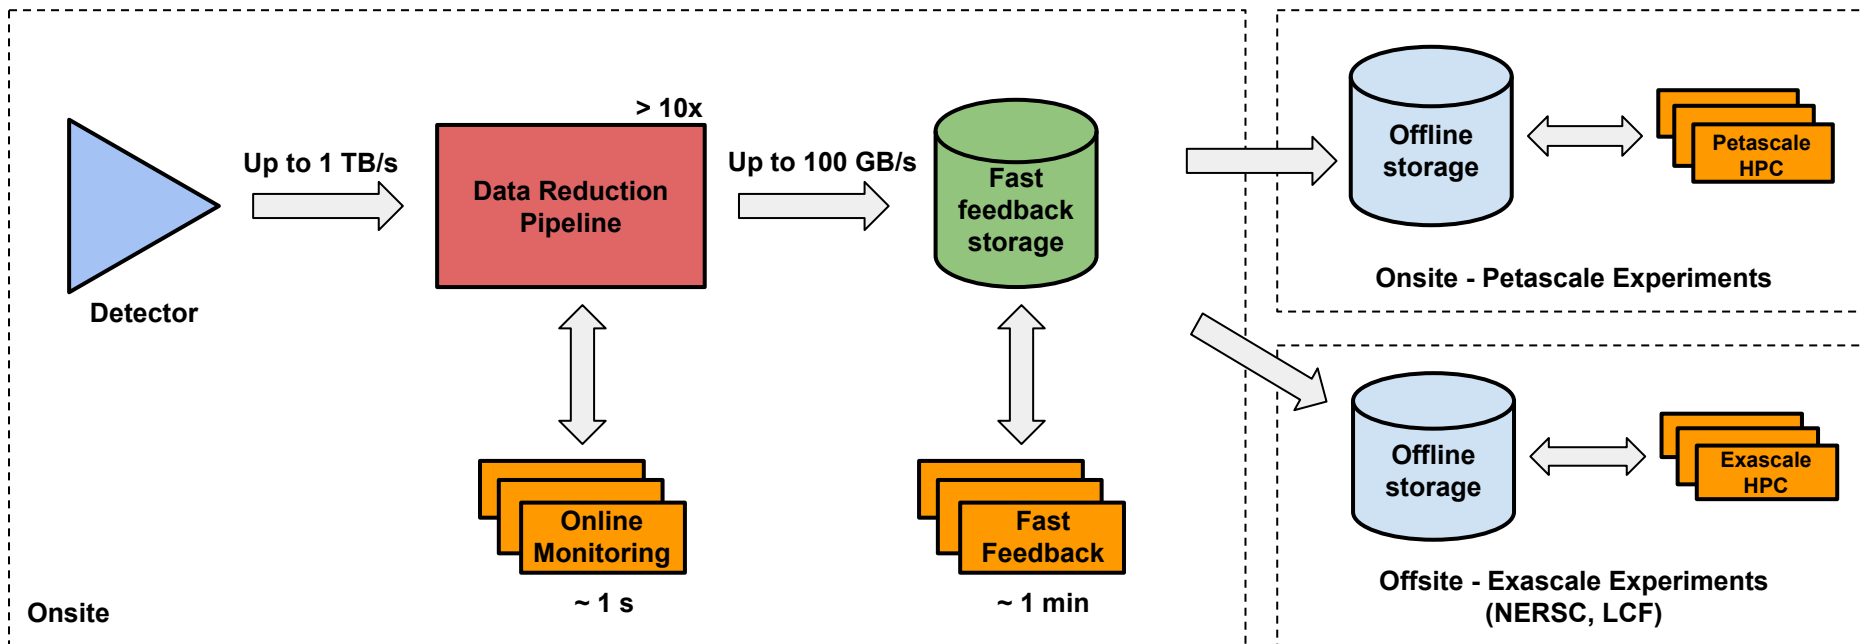 > 10x
Up to 1 TB/s
Up to 100 GB/s
Detector
Data Reduction
Pipeline
Fast
feedback
storage
Online
Monitoring
~ 1 s
Fast
Feedback
~ 1 min
Onsite
Offline
storage
Petascale
HPC
Onsite - Petascale Experiments
Offline
storage
Exascale
HPC
Offsite - Exascale Experiments
(NERSC, LCF)